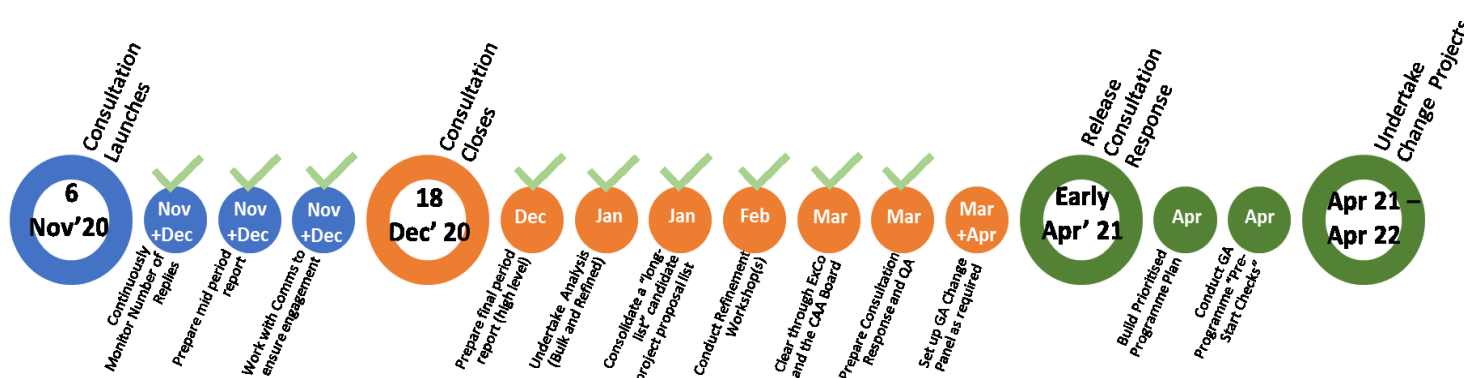 Consultation
Launches
6
Nov'20
Nov
+Dec
Continuously
Monitor Number of
Replies
Nov
+Dec
Prepare mid period
report
Nov
+Dec
Work with Comms to
ensure engagement
Consultation
Closes
18
Dec' 20
Dec
Prepare final period
report (high level)
Jan
Undertake Analysis
(Bulk and Refined)
Jan
Consolidate a "long-
list" candidate
project proposal list
Feb
Conduct Refinement
Workshop(s)
Mar
Clear through ExCo
and the CAA Board
Mar
Prepare Consultation
Response and QA
Mar
+Apr
Set up GA Change
Panel as required
Release
Consultation
Response
Early
Apr' 21
Apr
Build Prioritised
Programme Plan
Apr
Conduct GA
Programme "Pre-
Start Checks"
Undertake
Change Projects
Apr 21 –
Apr 22